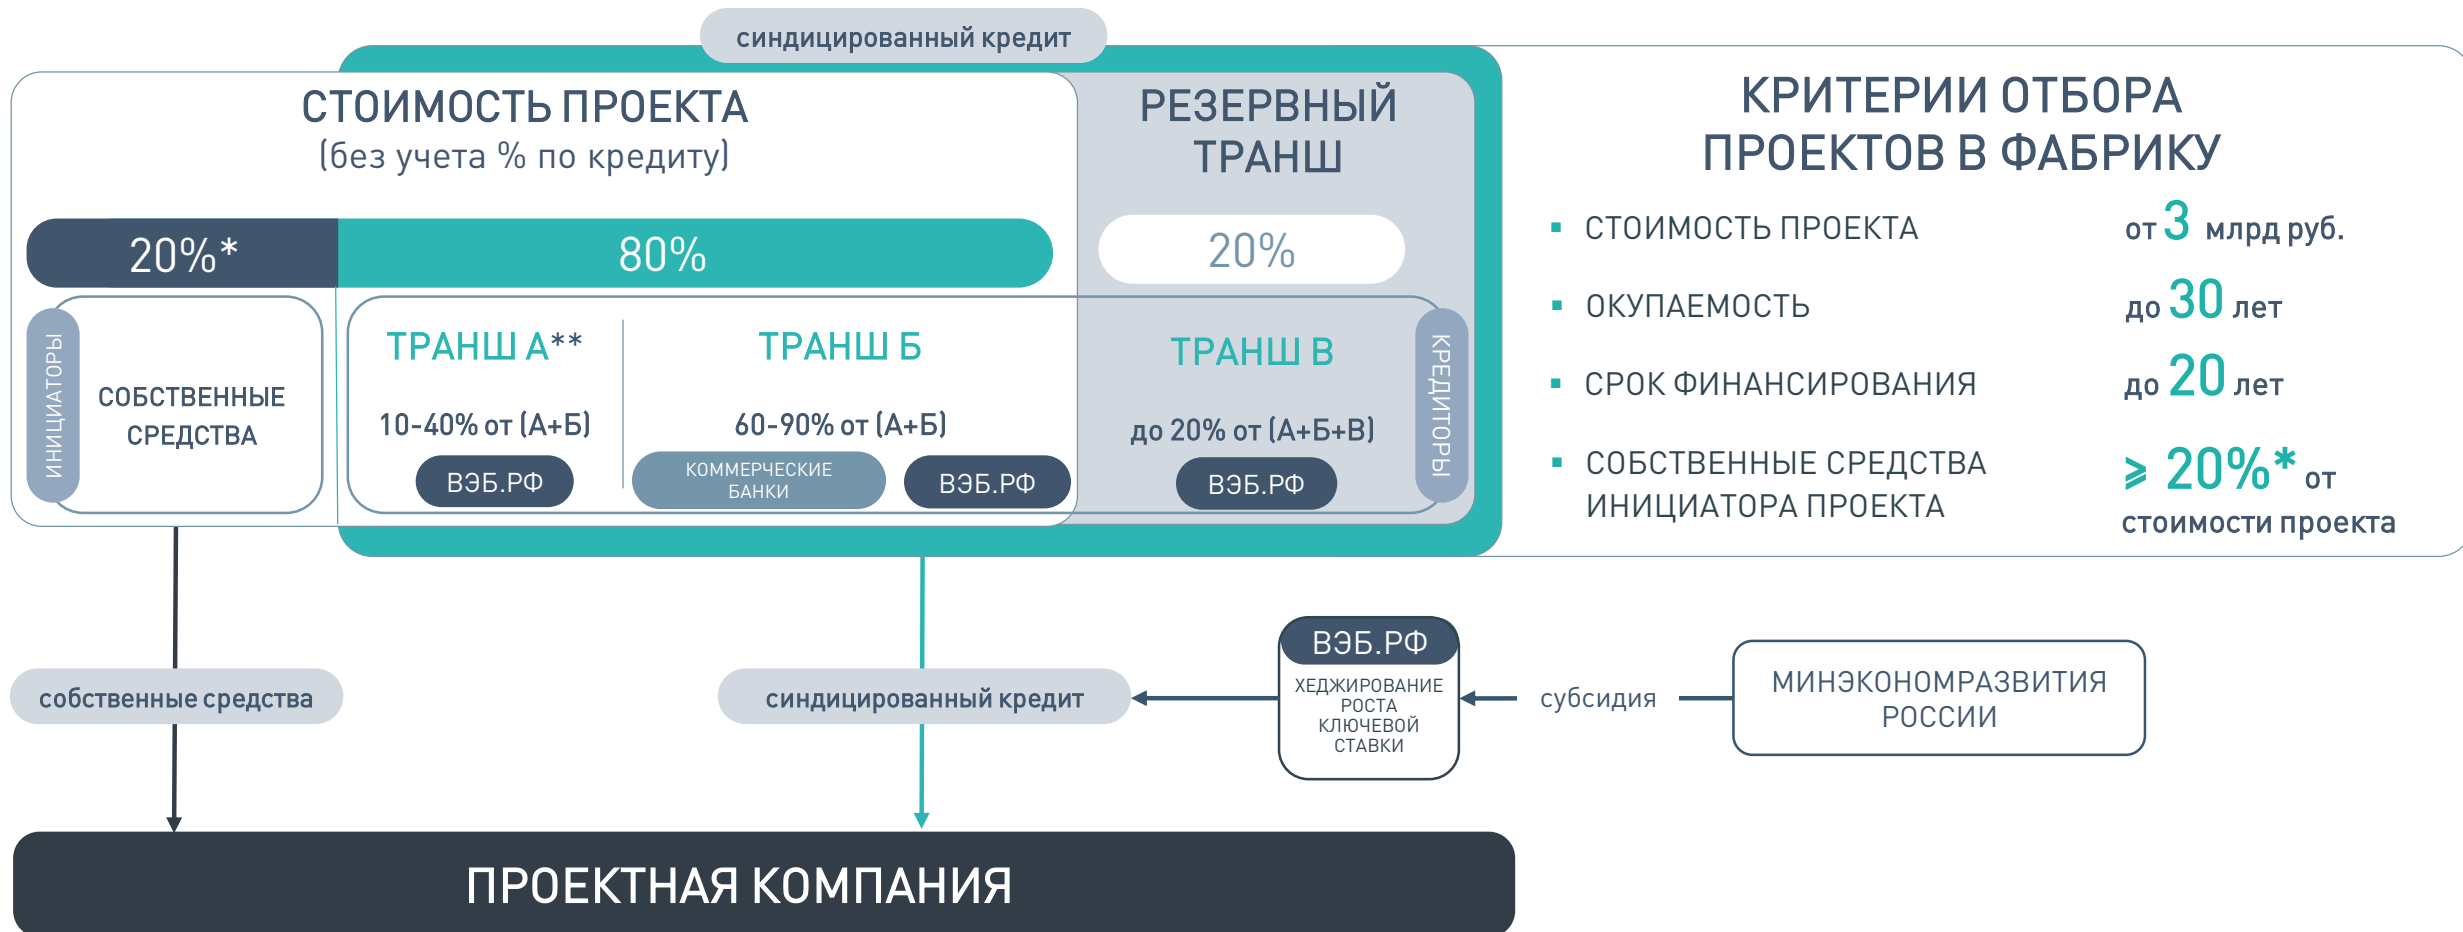 синдицированный кредит
СТОИМОСТЬ ПРОЕКТА
(без учета % по кредиту)
20%*
80%
ИНИЦИАТОРЫ
СОБСТВЕННЫЕ
СРЕДСТВА
ТРАНШ А**
10-40% от (А+Б)
ВЭБ.РФ
ТРАНШ Б
60-90% от (А+Б)
КОММЕРЧЕСКИЕ
БАНКИ
ВЭБ.РФ
РЕЗЕРВНЫЙ
ТРАНШ
20%
ТРАНШ В
до 20% от (А+Б+В)
ВЭБ.РФ
КРЕДИТОРЫ
КРИТЕРИИ ОТБОРА
ПРОЕКТОВ В ФАБРИКУ
▪ СТОИМОСТЬ ПРОЕКТА от 3 млрд руб.
▪ ОКУПАЕМОСТЬ до 30 лет
▪ СРОК ФИНАНСИРОВАНИЯ до 20 лет
▪ СОБСТВЕННЫЕ СРЕДСТВА ⩾ 20%* от
ИНИЦИАТОРА ПРОЕКТА стоимости проекта
собственные средства
синдицированный кредит
ВЭБ.РФ
ХЕДЖИРОВАНИЕ
РОСТА
КЛЮЧЕВОЙ
СТАВКИ
субсидия
МИНЭКОНОМРАЗВИТИЯ
РОССИИ
ПРОЕКТНАЯ КОМПАНИЯ